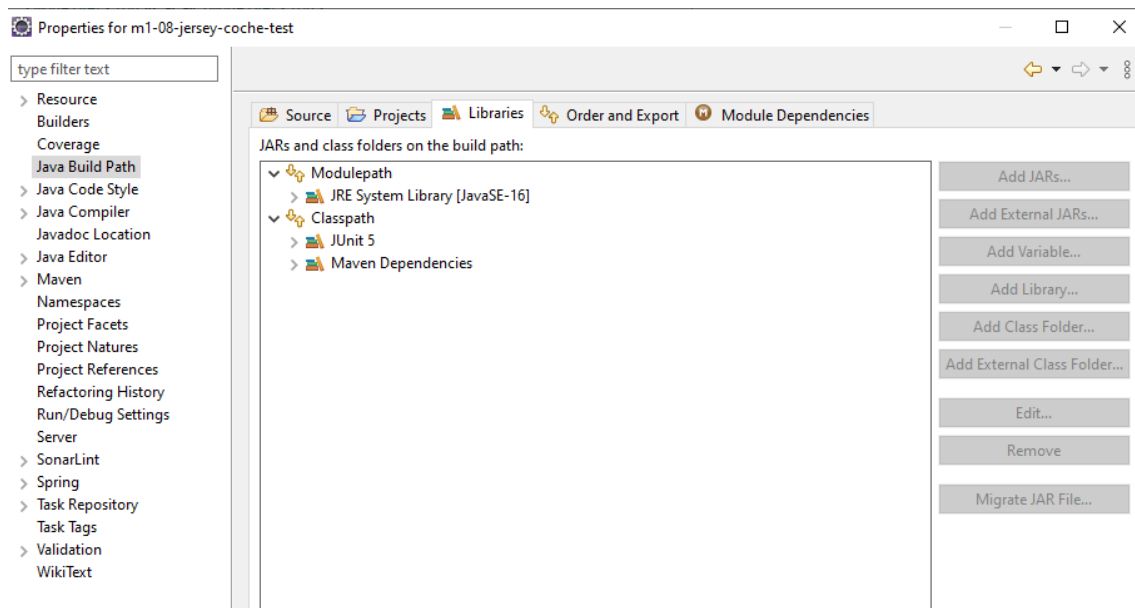 Properties for m1-08-jersey-coche-test
type filter text
Resource
Builders
Coverage
Java Build Path
Java Code Style
Java Compiler
Javadoc Location
Java Editor
Maven
Namespaces
Project Facets
Project Natures
Project References
Refactoring History
Run/Debug Settings
Server
SonarLint
Spring
Task Repository
Task Tags
Validation
WikiText
Source Projects Libraries Order and Export Module Dependencies
JARs and class folders on the build path:
Modulepath
JRE System Library [JavaSE-16]
Classpath
JUnit 5
Maven Dependencies
Add JARs...
Add External JARs...
Add Variable...
Add Library...
Add Class Folder...
Add External Class Folder...
Edit...
Remove
Migrate JAR File...